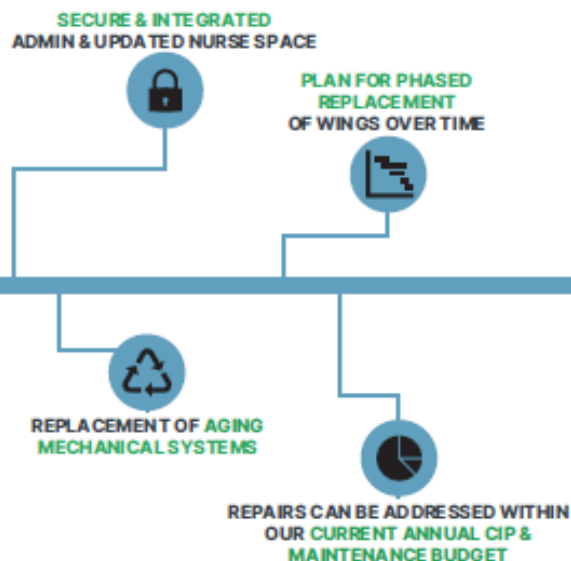 SECURE & INTEGRATED
ADMIN & UPDATED NURSE SPACE
PLAN FOR PHASED
REPLACEMENT
OF WINGS OVER TIME
REPLACEMENT OF AGING
MECHANICAL SYSTEMS
REPAIRS CAN BE ADDRESSED WITHIN
OUR CURRENT ANNUAL CIP &
MAINTENANCE BUDGET